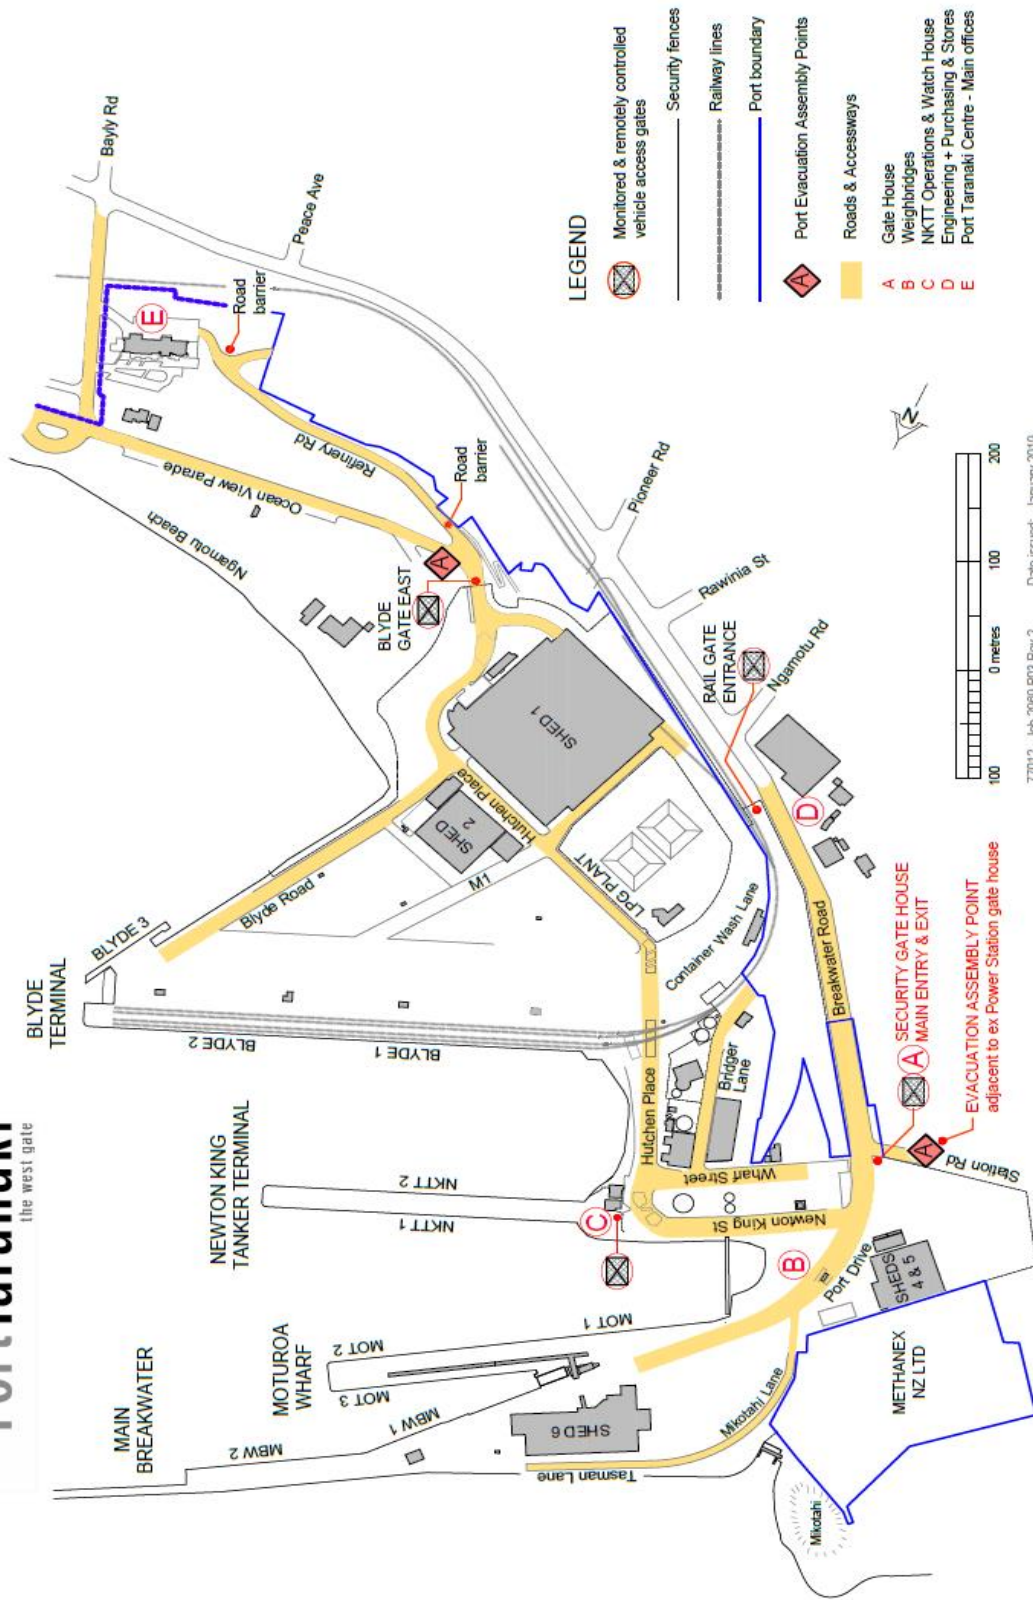 the west gate
MAIN
BREAKWATER
MOTUROA
WHARF
NEWTON KING
TANKER TERMINAL
BLYDE
TERMINAL
MBW 2
MBW 1
MOT 3
MOT 2
MOT 1
NKTT 1
NKTT 2
BLYDE 2
BLYDE 1
BLYDE 3
Blyde Road
M1
SHED
2
Hutchen Place
SHED 1
LPG PLANT
Container Wash Lane
Hutchen Place
Bridger
Lane
Wharf Street
Newton King St
C
B
Port Drive
SHEDS
4 & 5
SHED 6
Tasman Lane
Mikotahi Lane
Mikotahi
METHANEX
NZ LTD
Station Rd
A
EVACUATION ASSEMBLY POINT
adjacent to ex Power Station gate house
A
SECURITY GATE HOUSE
MAIN ENTRY & EXIT
Breakwater Road
D
RAIL GATE
ENTRANCE
Ngamotu Rd
Rawinia St
Pioneer Rd
BLYDE
GATE EAST
A
Road
barrier
Ngamotu Beach
Ocean View Parade
Refinery Rd
Road
barrier
E
Peace Ave
Bayly Rd
LEGEND
Monitored & remotely controlled
vehicle access gates
Security fences
Railway lines
Port boundary
A
Port Evacuation Assembly Points
Roads & Accessways
A Gate House
B Weighbridges
C NKTT Operations & Watch House
D Engineering + Purchasing & Stores
E Port Taranaki Centre - Main offices
N
100 0 metres 100 200